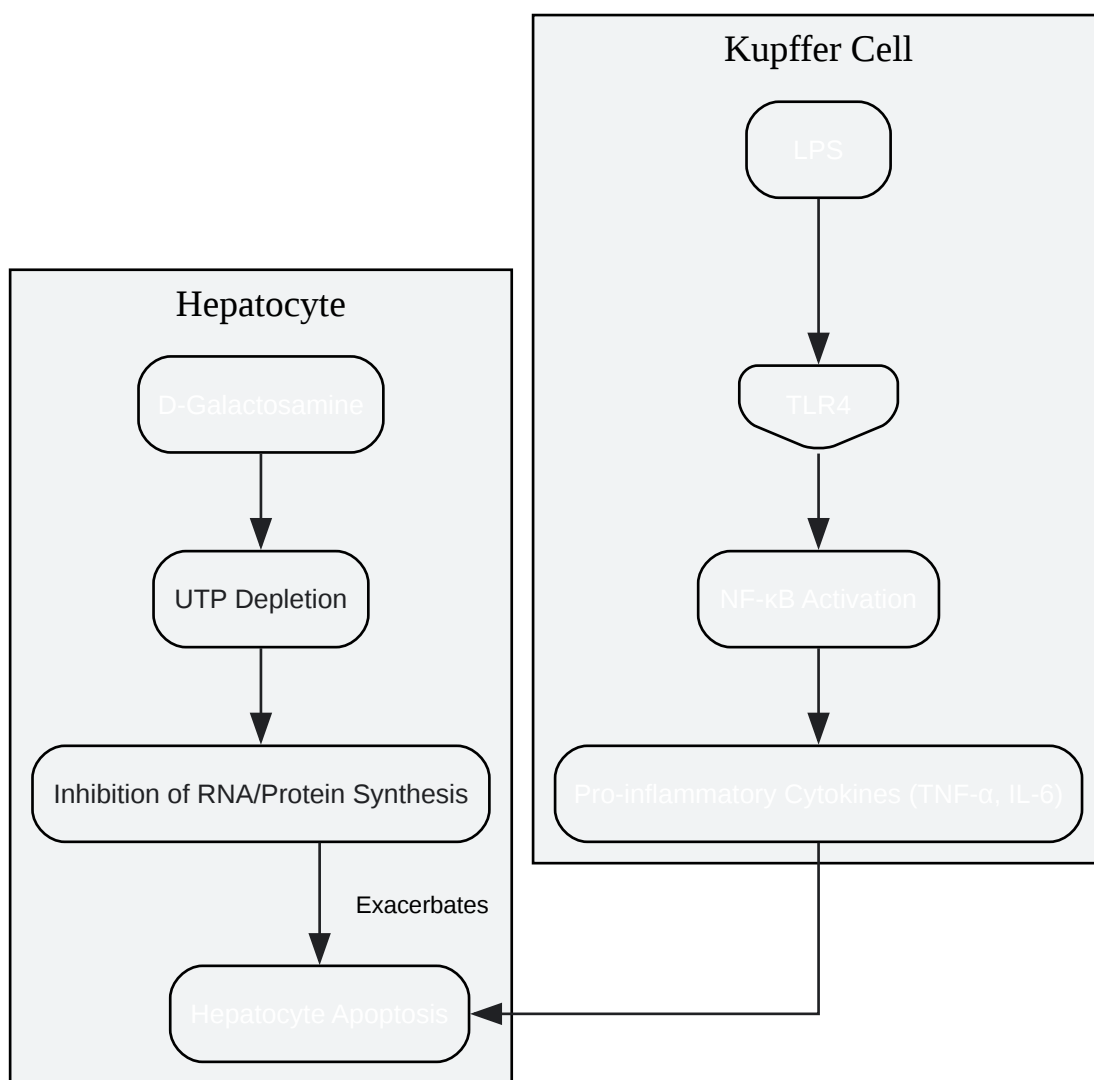 Kupffer Cell
LPS
TLR4
NF-κB Activation
Pro-inflammatory Cytokines (TNF-α, IL-6)
Hepatocyte
D-Galactosamine
UTP Depletion
Inhibition of RNA/Protein Synthesis
Exacerbates
Hepatocyte Apoptosis